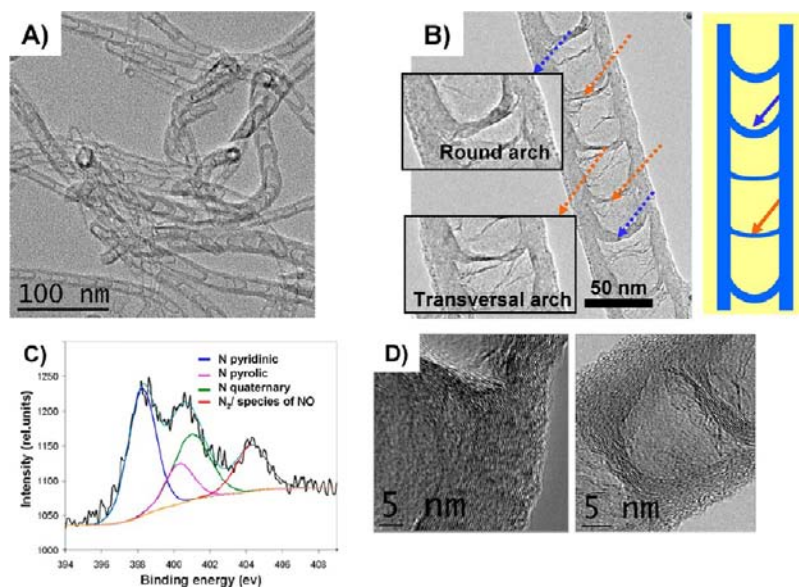 A)
100 nm
B)
Round arch
Transversal arch
50 nm
C)
N pyridinic
N pyrolic
N quaternary
N₂/ species of NO
Intensity (rel.units)
1250
1200
1150
1100
1050
1000
394 396 398 400 402 404 406 408
Binding energy (ev)
D)
5 nm
5 nm